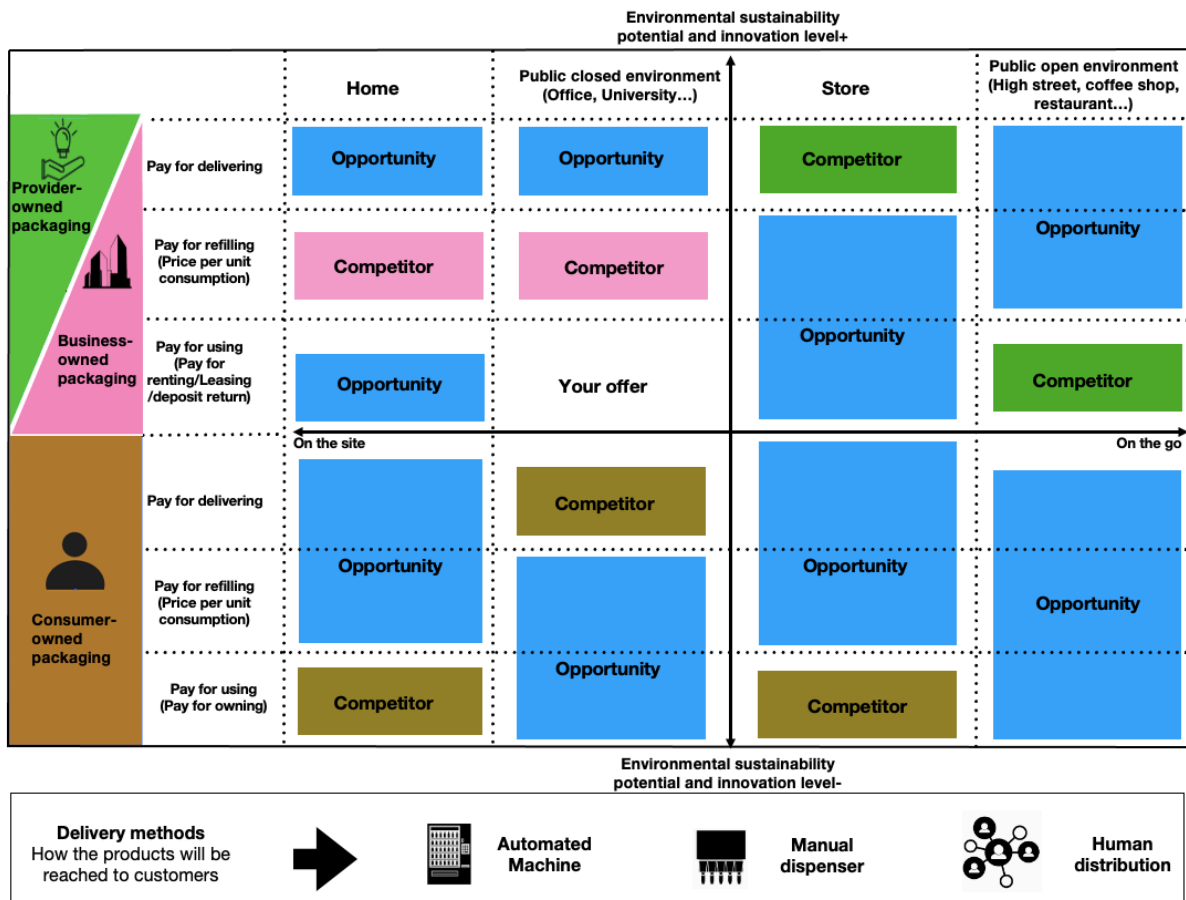 Environmental sustainability
potential and innovation level+
Home
Public closed environment
(Office, University...)
Store
Public open environment
(High street, coffee shop,
restaurant...)
Provider-
owned
packaging
Business-
owned
packaging
Pay for delivering
Opportunity
Opportunity
Competitor
Opportunity
Pay for refilling
(Price per unit
consumption)
Competitor
Competitor
Opportunity
Pay for using
(Pay for
renting/Leasing
/deposit return)
Opportunity
Your offer
Competitor
On the site
On the go
Consumer-
owned
packaging
Pay for delivering
Competitor
Opportunity
Opportunity
Pay for refilling
(Price per unit
consumption)
Opportunity
Opportunity
Pay for using
(Pay for owning)
Competitor
Competitor
Environmental sustainability
potential and innovation level-
Delivery methods
How the products will be
reached to customers
Automated
Machine
Manual
dispenser
Human
distribution